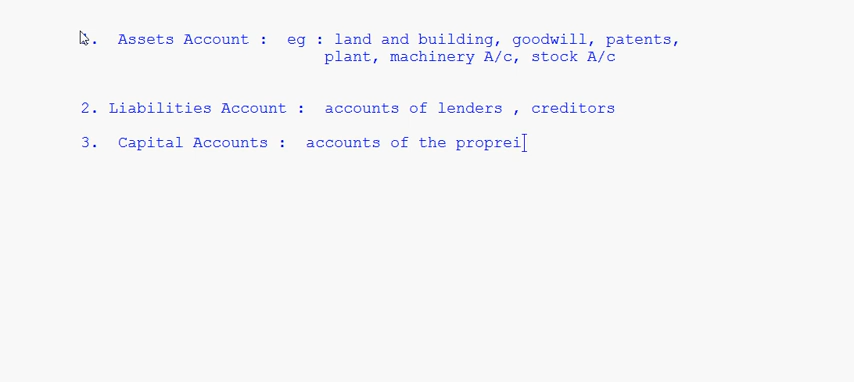 1. Assets Account : eg : land and building, goodwill, patents,
plant, machinery A/c, stock A/c
2. Liabilities Account : accounts of lenders , creditors
3. Capital Accounts : accounts of the proprei